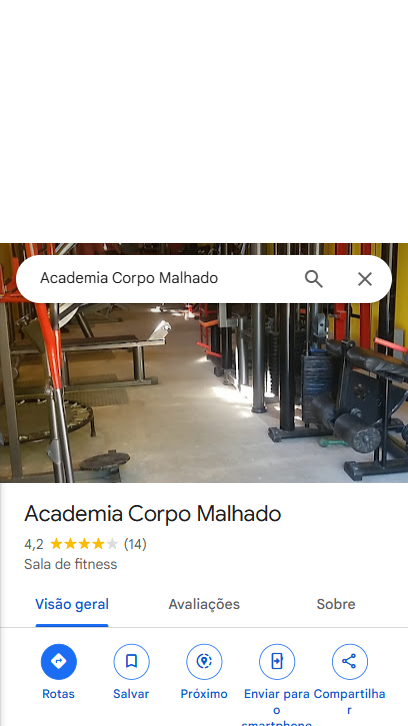 Academia Corpo Malhado
Academia Corpo Malhado
4,2 (14)
Sala de fitness
Visão geral Avaliações Sobre
Rotas Salvar Próximo Enviar para Compartilha
o r
smartphone